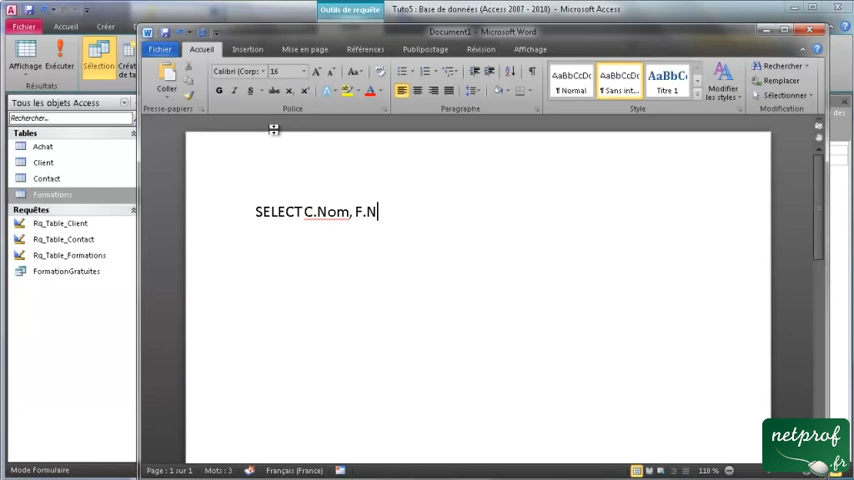 Outils de requête
Tuto5 : Base de données (Access 2007 - 2010) - Microsoft Access
Fichier
Accueil
Affichage
Exécuter
Sélection
Résultats
Document1 - Microsoft Word
Fichier
Accueil
Insertion
Mise en page
Références
Publipostage
Révision
Affichage
Coller
Presse-papiers
Calibri (Corps)
16
Police
Paragraphe
AaBbCcDc
¶ Normal
AaBbCcDc
¶ Sans int...
AaBbC
Titre 1
Style
Modifier
les styles
Rechercher
Remplacer
Sélectionner
Modification
Tous les objets Access
Rechercher...
Tables
Achat
Client
Contact
Formations
Requêtes
Rq_Table_Client
Rq_Table_Contact
Rq_Table_Formations
FormationGratuites
SELECT C.Nom, F.N
Page : 1 sur 1
Mots : 3
Français (France)
110 %
Mode Formulaire
netprof
.fr